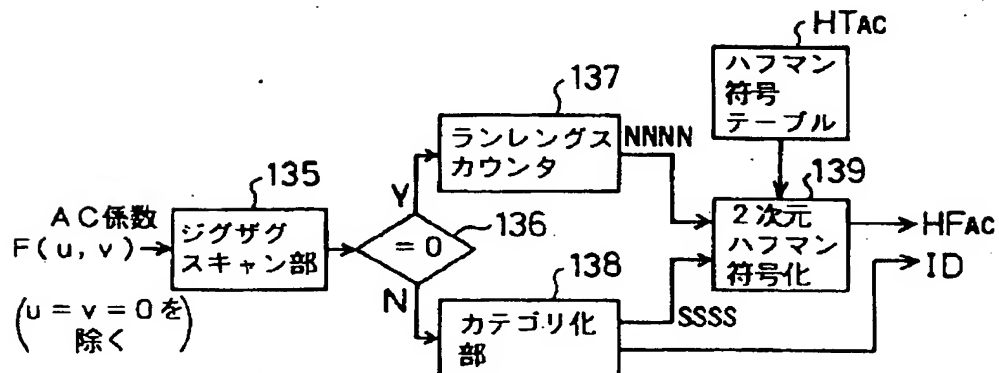 HTAC
ハフマン
符号
テーブル
137
ランレングス
カウンタ
NNNN
135
AC係数
F(u,v)
ジグザグ
スキャン部
(u=v=0を
除く)
Y
=0
136
N
139
2次元
ハフマン
符号化
HFAC
ID
138
カテゴリ化
部
SSSS